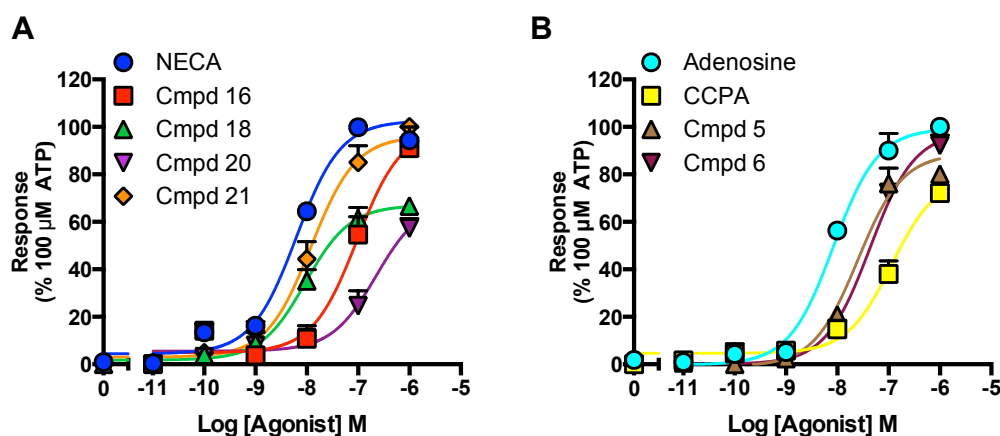 A
NECA
Cmpd 16
Cmpd 18
Cmpd 20
Cmpd 21
Response
(% 100 µM ATP)
120
100
80
60
40
20
0
0
-11
-10
-9
-8
-7
-6
-5
Log [Agonist] M
B
Adenosine
CCPA
Cmpd 5
Cmpd 6
Response
(% 100 µM ATP)
120
100
80
60
40
20
0
0
-11
-10
-9
-8
-7
-6
-5
Log [Agonist] M